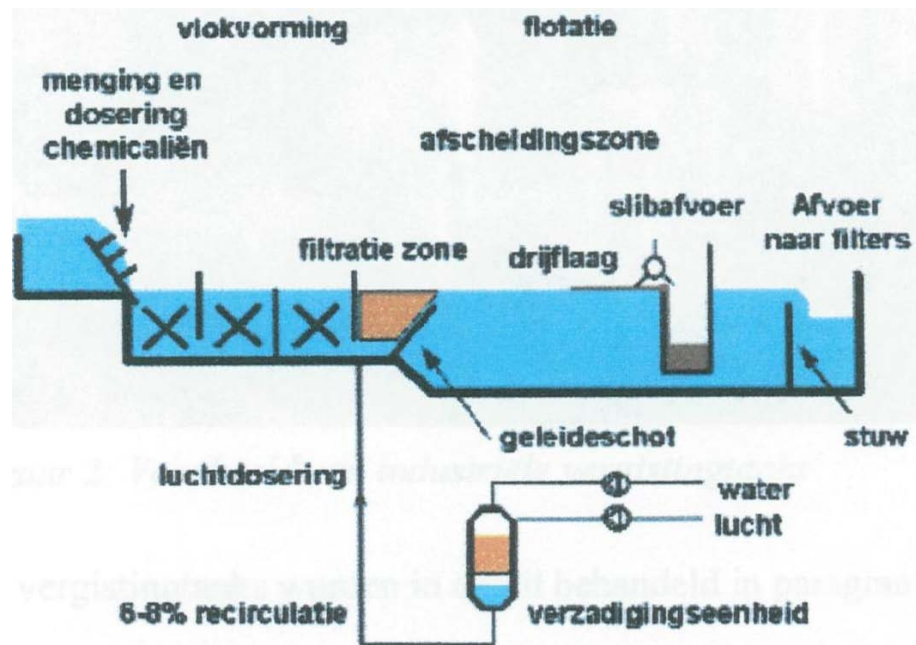 vlokvorming
flotatie
menging en
dosering
chemicaliën
afscheidingszone
slibafvoer
Afvoer
naar filters
filtratie zone
drijflaag
geleideschot
stuw
luchtdosering
water
lucht
6-8% recirculatie
verzadigingseenheid